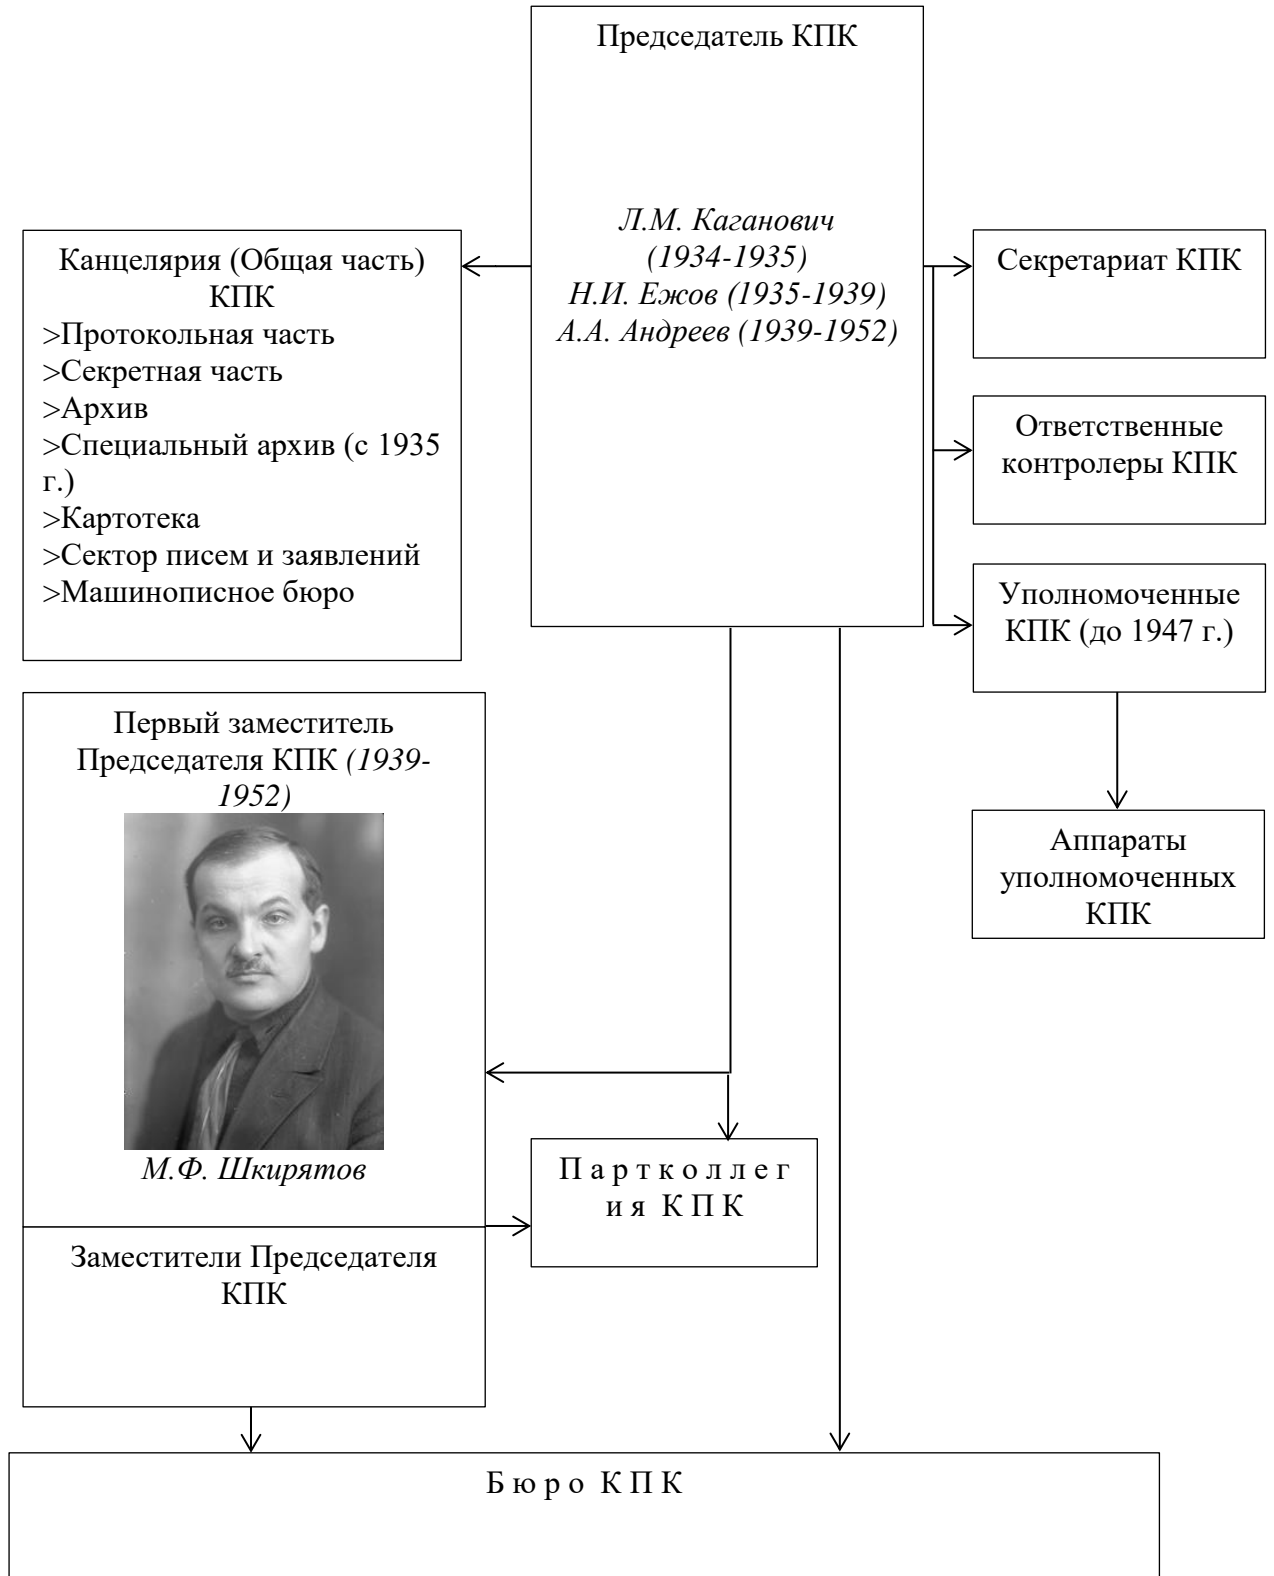 Председатель КПК
Л.М. Каганович
(1934-1935)
Н.И. Ежов (1935-1939)
А.А. Андреев (1939-1952)
Канцелярия (Общая часть)
КПК
>Протокольная часть
>Секретная часть
>Архив
>Специальный архив (с 1935
г.)
>Картотека
>Сектор писем и заявлений
>Машинописное бюро
Секретариат КПК
Ответственные
контролеры КПК
Уполномоченные
КПК (до 1947 г.)
Аппараты
уполномоченных
КПК
Первый заместитель
Председателя КПК (1939-
1952)
М.Ф. Шкирятов
П а р т к о л л е г
и я К П К
Заместители Председателя
КПК
Б ю р о К П К